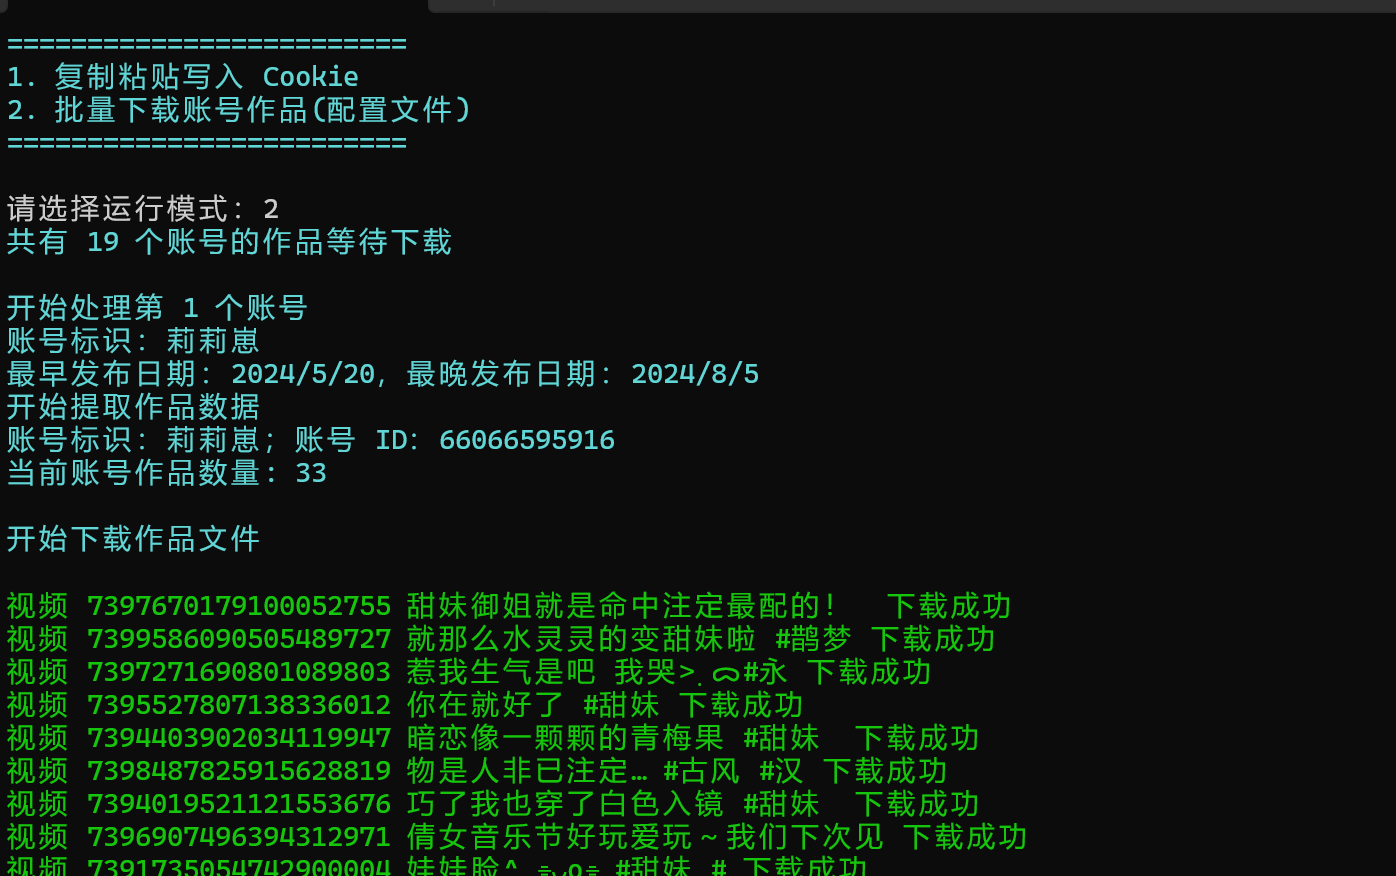 =========================
1. 复制粘贴写入 Cookie
2. 批量下载账号作品(配置文件)
=========================
请选择运行模式: 2
共有 19 个账号的作品等待下载
开始处理第 1 个账号
账号标识: 莉莉崽
最早发布日期: 2024/5/20, 最晚发布日期: 2024/8/5
开始提取作品数据
账号标识: 莉莉崽; 账号 ID: 66066595916
当前账号作品数量: 33
开始下载作品文件
视频 7397670179100052755 甜妹御姐就是命中注定最配的! 下载成功
视频 7399586090505489727 就那么水灵灵的变甜妹啦 #鹊梦 下载成功
视频 7397271690801089803 惹我生气是吧 我哭>. ᯅ#永 下载成功
视频 7395527807138336012 你在就好了 #甜妹 下载成功
视频 7394403902034119947 暗恋像一颗颗的青梅果 #甜妹 下载成功
视频 7398487825915628819 物是人非已注定… #古风 #汉 下载成功
视频 7394019521121553676 巧了我也穿了白色入镜 #甜妹 下载成功
视频 7396907496394312971 倩女音乐节好玩爱玩～我们下次见 下载成功
视频 7391735054742900004 娃娃脸^ #甜妹 # 下载成功